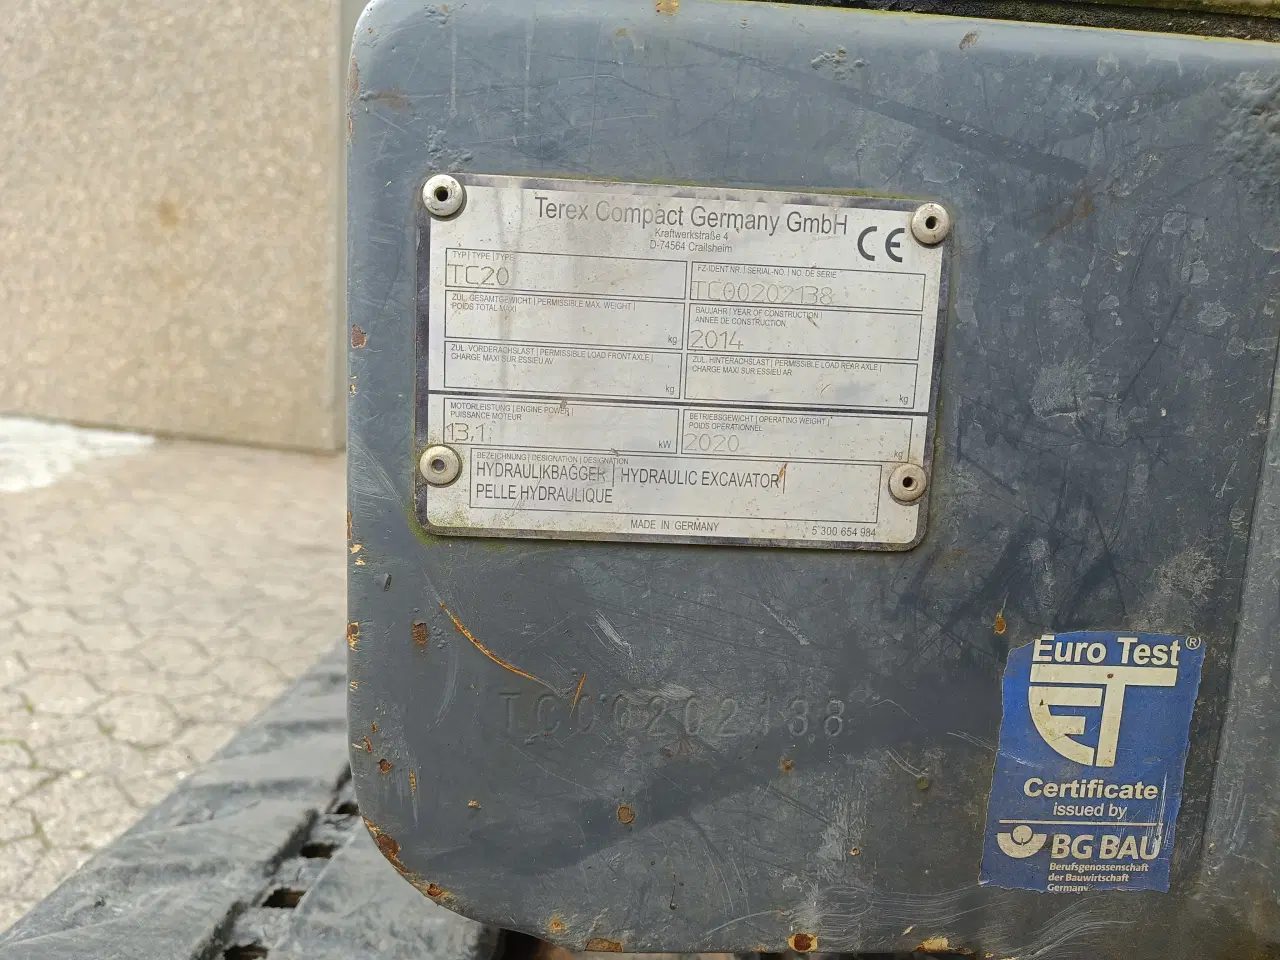 Terex Compact Germany GmbH
Kraftwerkstraße 4
D-74564 Crailsheim
CE
TYP | TYPE | TYPE
TC20
FZ-IDENT NR. | SERIAL-NO. | NO. DE SERIE
TC00202138
ZUL. GESAMTGEWICHT | PERMISSIBLE MAX. WEIGHT |
POIDS TOTAL MAXI
kg
BAUJAHR | YEAR OF CONSTRUCTION |
ANNEE DE CONSTRUCTION
2014
ZUL. VORDERACHSLAST | PERMISSIBLE LOAD FRONT AXLE |
CHARGE MAXI SUR ESSIEU AV
kg
ZUL. HINTERACHSLAST | PERMISSIBLE LOAD REAR AXLE |
CHARGE MAXI SUR ESSIEU AR
kg
MOTORLEISTUNG | ENGINE POWER |
PUISSANCE MOTEUR
13,1
kW
BETRIEBSGEWICHT | OPERATING WEIGHT |
POIDS OPERATIONNEL
2020
kg
BEZEICHNUNG | DESIGNATION | DESIGNATION
HYDRAULIKBAGGER | HYDRAULIC EXCAVATOR |
PELLE HYDRAULIQUE
MADE IN GERMANY
5 300 654 984
TC00202138
Euro Test®
ET
Certificate
issued by
BG BAU
Berufsgenossenschaft
der Bauwirtschaft
Germany